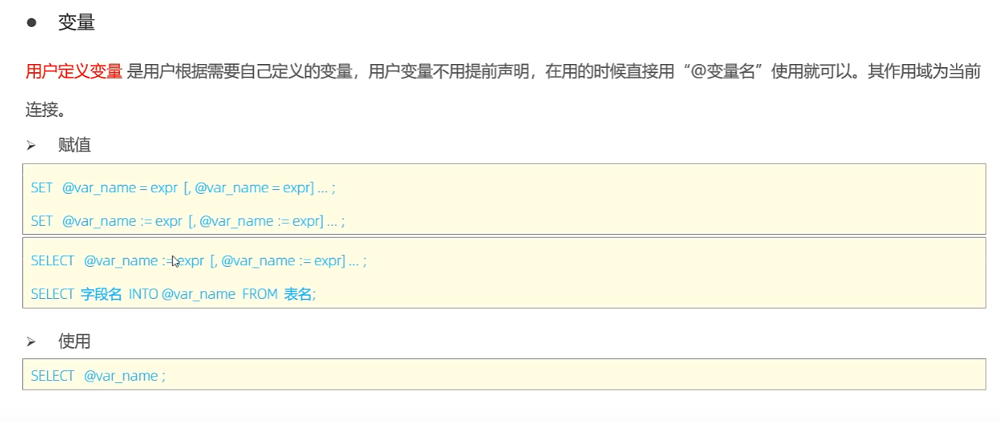 ● 变量
用户定义变量 是用户根据需要自己定义的变量，用户变量不用提前声明，在用的时候直接用“@变量名”使用就可以。其作用域为当前
连接。
➢ 赋值
SET @var_name = expr [, @var_name = expr] ... ;
SET @var_name := expr [, @var_name := expr] ... ;
SELECT @var_name := expr [, @var_name := expr] ... ;
SELECT 字段名 INTO @var_name FROM 表名;
➢ 使用
SELECT @var_name ;